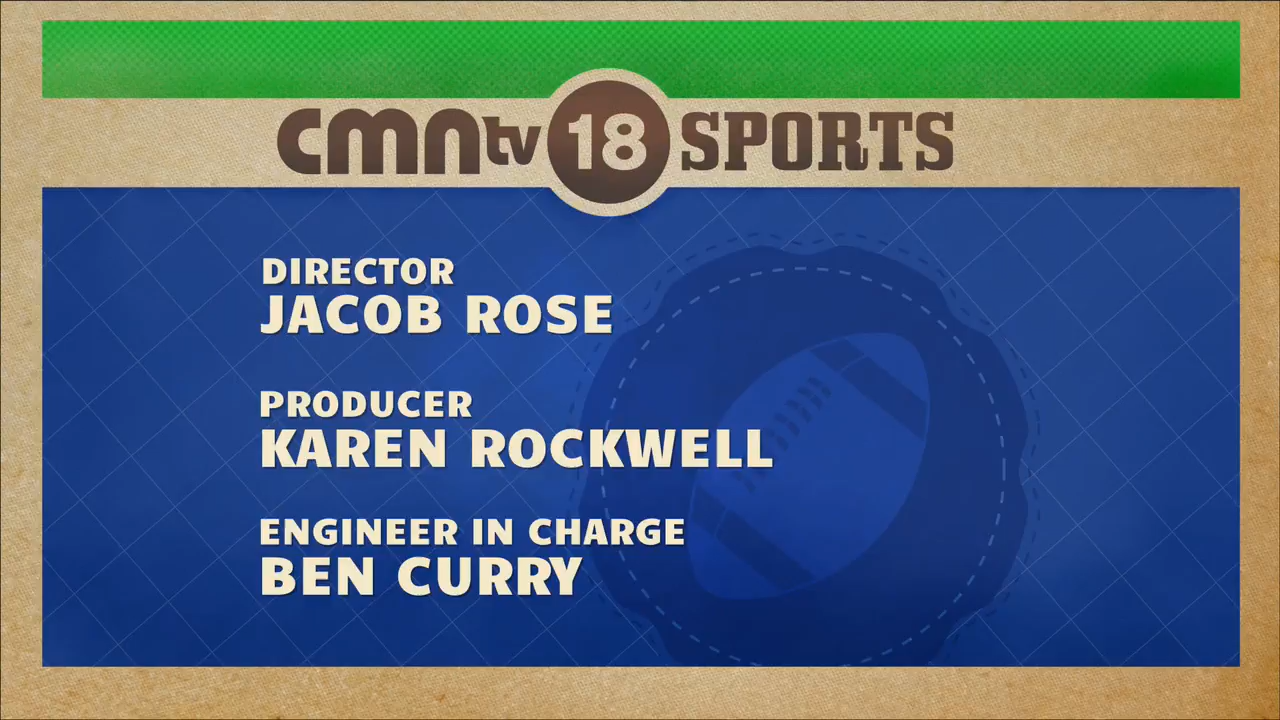 cmntv 18 SPORTS
DIRECTOR
JACOB ROSE
PRODUCER
KAREN ROCKWELL
ENGINEER IN CHARGE
BEN CURRY